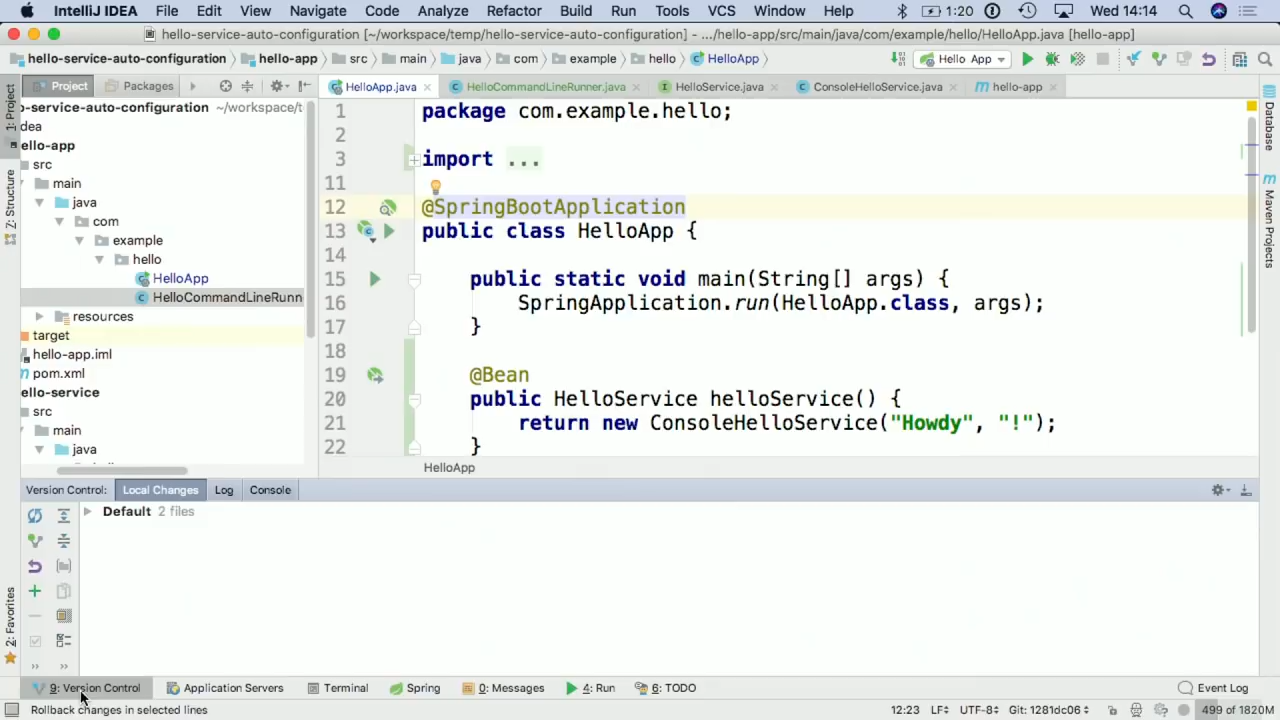 IntelliJ IDEA File Edit View Navigate Code Analyze Refactor Build Run Tools VCS Window Help 1:20 Wed 14:14
hello-service-auto-configuration [~/workspace/temp/hello-service-auto-configuration] - .../hello-app/src/main/java/com/example/hello/HelloApp.java [hello-app]
hello-service-auto-configuration hello-app src main java com example hello HelloApp Hello App
Project Packages HelloApp.java HelloCommandLineRunner.java HelloService.java ConsoleHelloService.java hello-app
1: Project
Z: Structure
2: Favorites
Database
Maven Projects
o-service-auto-configuration ~/workspace/t
dea
ello-app
src
main
java
com
example
hello
HelloApp
HelloCommandLineRunn
resources
target
hello-app.iml
pom.xml
ello-service
src
main
java
1 package com.example.hello;
2
3 import ...
11
12 @SpringBootApplication
13 public class HelloApp {
14
15 public static void main(String[] args) {
16 SpringApplication.run(HelloApp.class, args);
17 }
18
19 @Bean
20 public HelloService helloService() {
21 return new ConsoleHelloService("Howdy", "!");
22 }
HelloApp
Version Control: Local Changes Log Console
Default 2 files
9: Version Control Application Servers Terminal Spring 0: Messages 4: Run 6: TODO Event Log
Rollback changes in selected lines 12:23 LF UTF-8 Git: 1281dc06 499 of 1820M